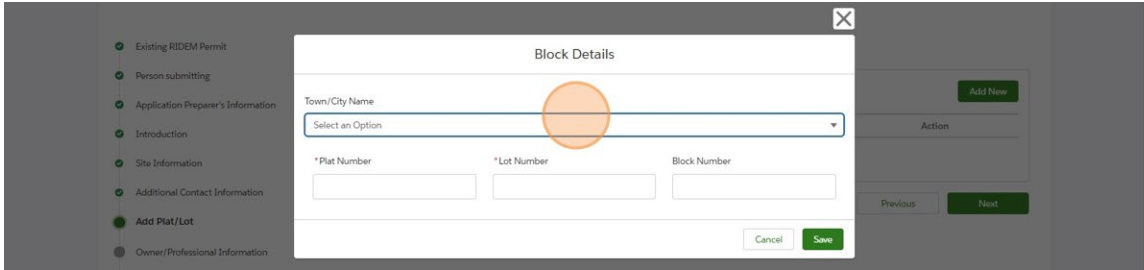 Existing RIDEM Permit
Person submitting
Application Preparer's Information
Introduction
Site Information
Additional Contact Information
Add Plat/Lot
Owner/Professional Information
Block Details
Town/City Name
Select an Option
*Plat Number *Lot Number Block Number
Cancel Save
Add New
Action
Previous Next